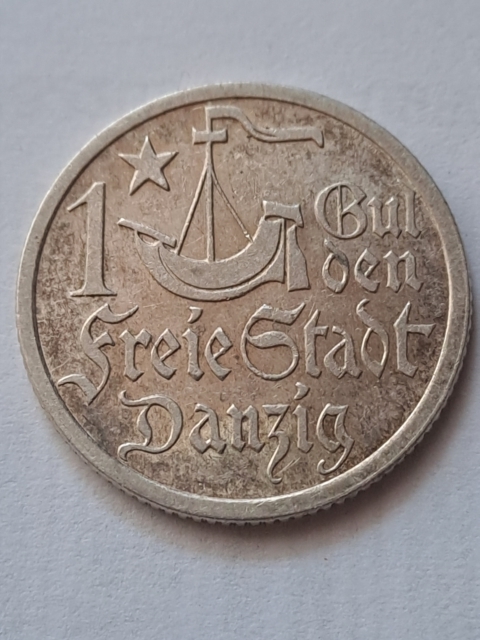 1 Gul
den
Freie Stadt
Danzig